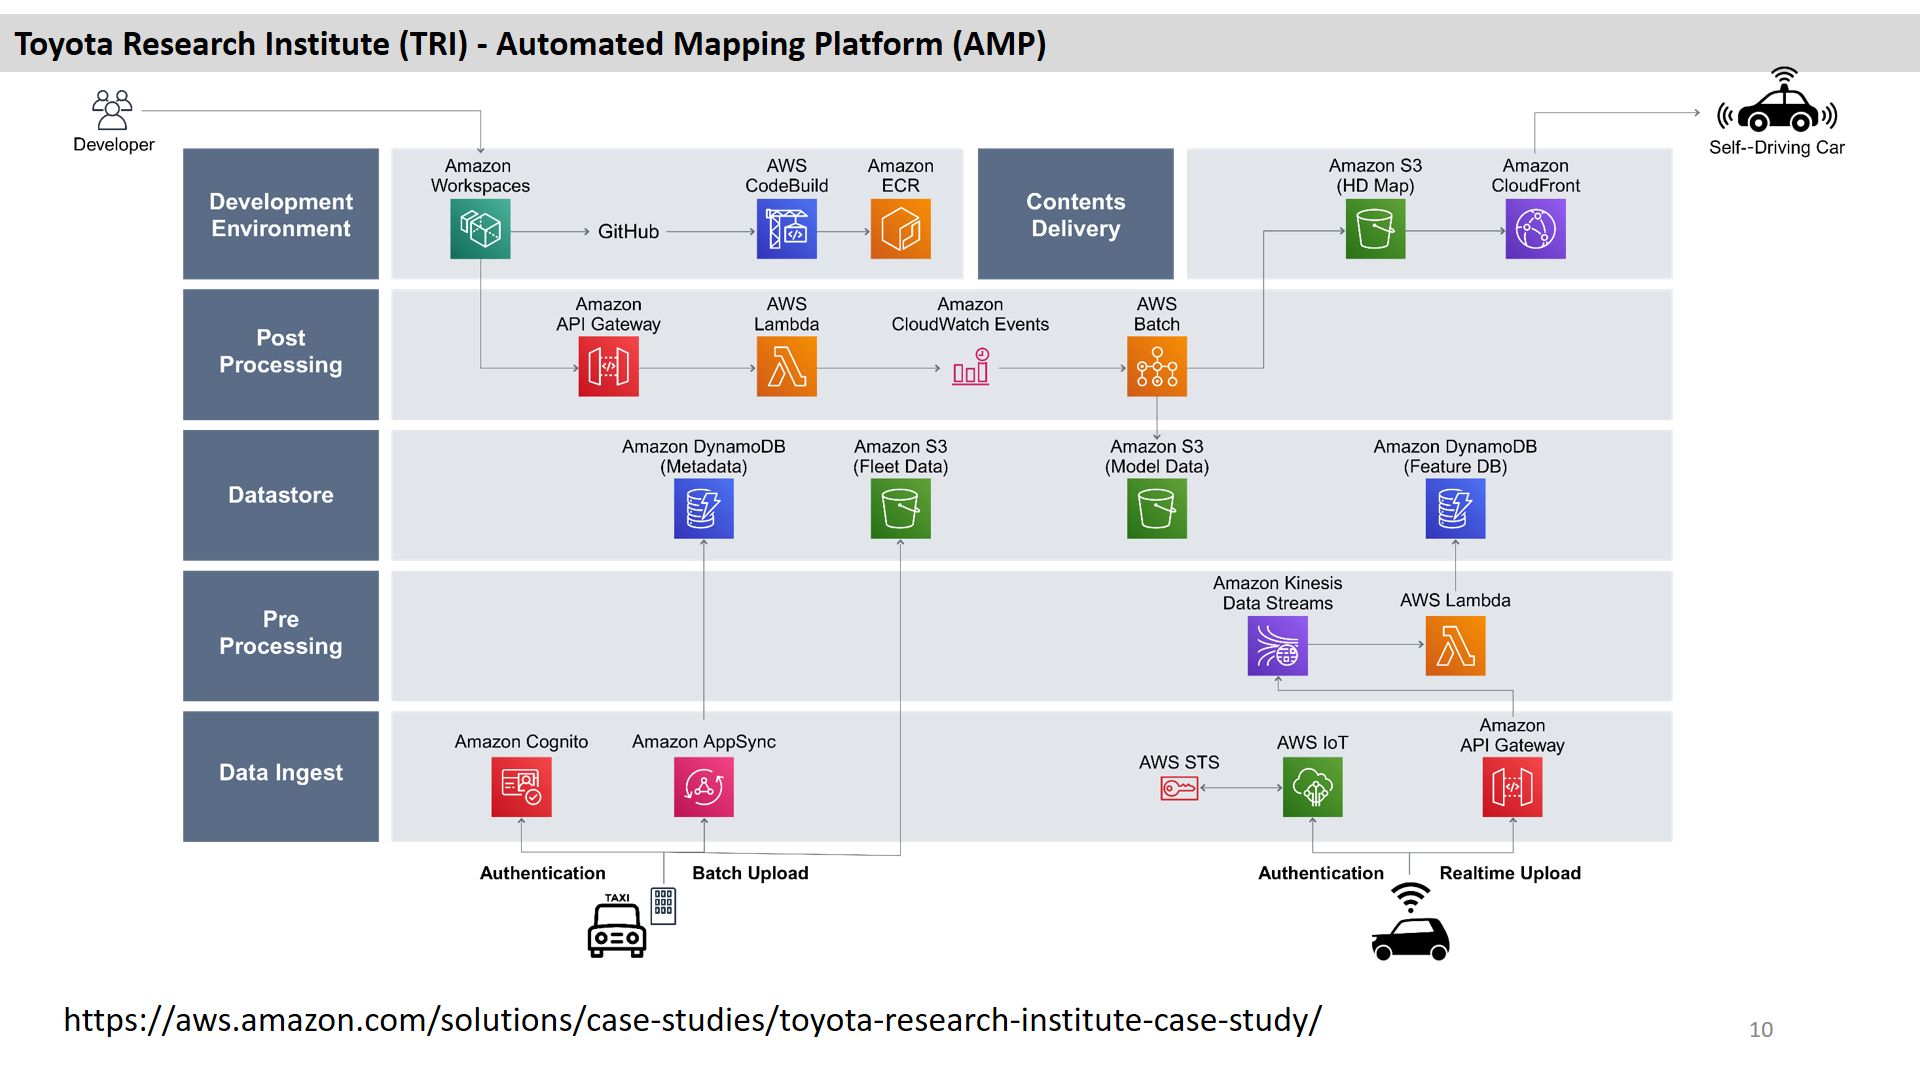 Toyota Research Institute (TRI) - Automated Mapping Platform (AMP)
Developer
Self--Driving Car
Development
Environment
Amazon
Workspaces
GitHub
AWS
CodeBuild
Amazon
ECR
Contents
Delivery
Amazon S3
(HD Map)
Amazon
CloudFront
Post
Processing
Amazon
API Gateway
AWS
Lambda
Amazon
CloudWatch Events
AWS
Batch
Datastore
Amazon DynamoDB
(Metadata)
Amazon S3
(Fleet Data)
Amazon S3
(Model Data)
Amazon DynamoDB
(Feature DB)
Pre
Processing
Amazon Kinesis
Data Streams
AWS Lambda
Data Ingest
Amazon Cognito
Amazon AppSync
AWS STS
AWS IoT
Amazon
API Gateway
Authentication
Batch Upload
Authentication
Realtime Upload
TAXI
https://aws.amazon.com/solutions/case-studies/toyota-research-institute-case-study/
10